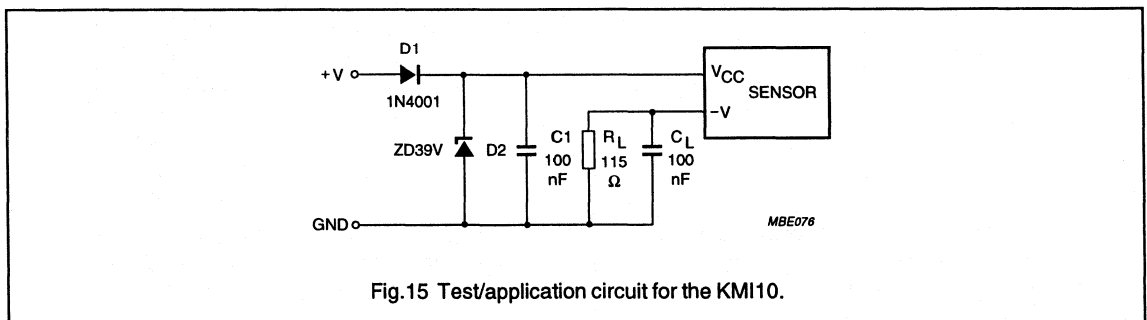 D1
+V
1N4001
ZD39V
D2
C1
100
nF
RL
115
Ω
CL
100
nF
VCC
SENSOR
–V
GND
MBE076
Fig.15 Test/application circuit for the KMI10.